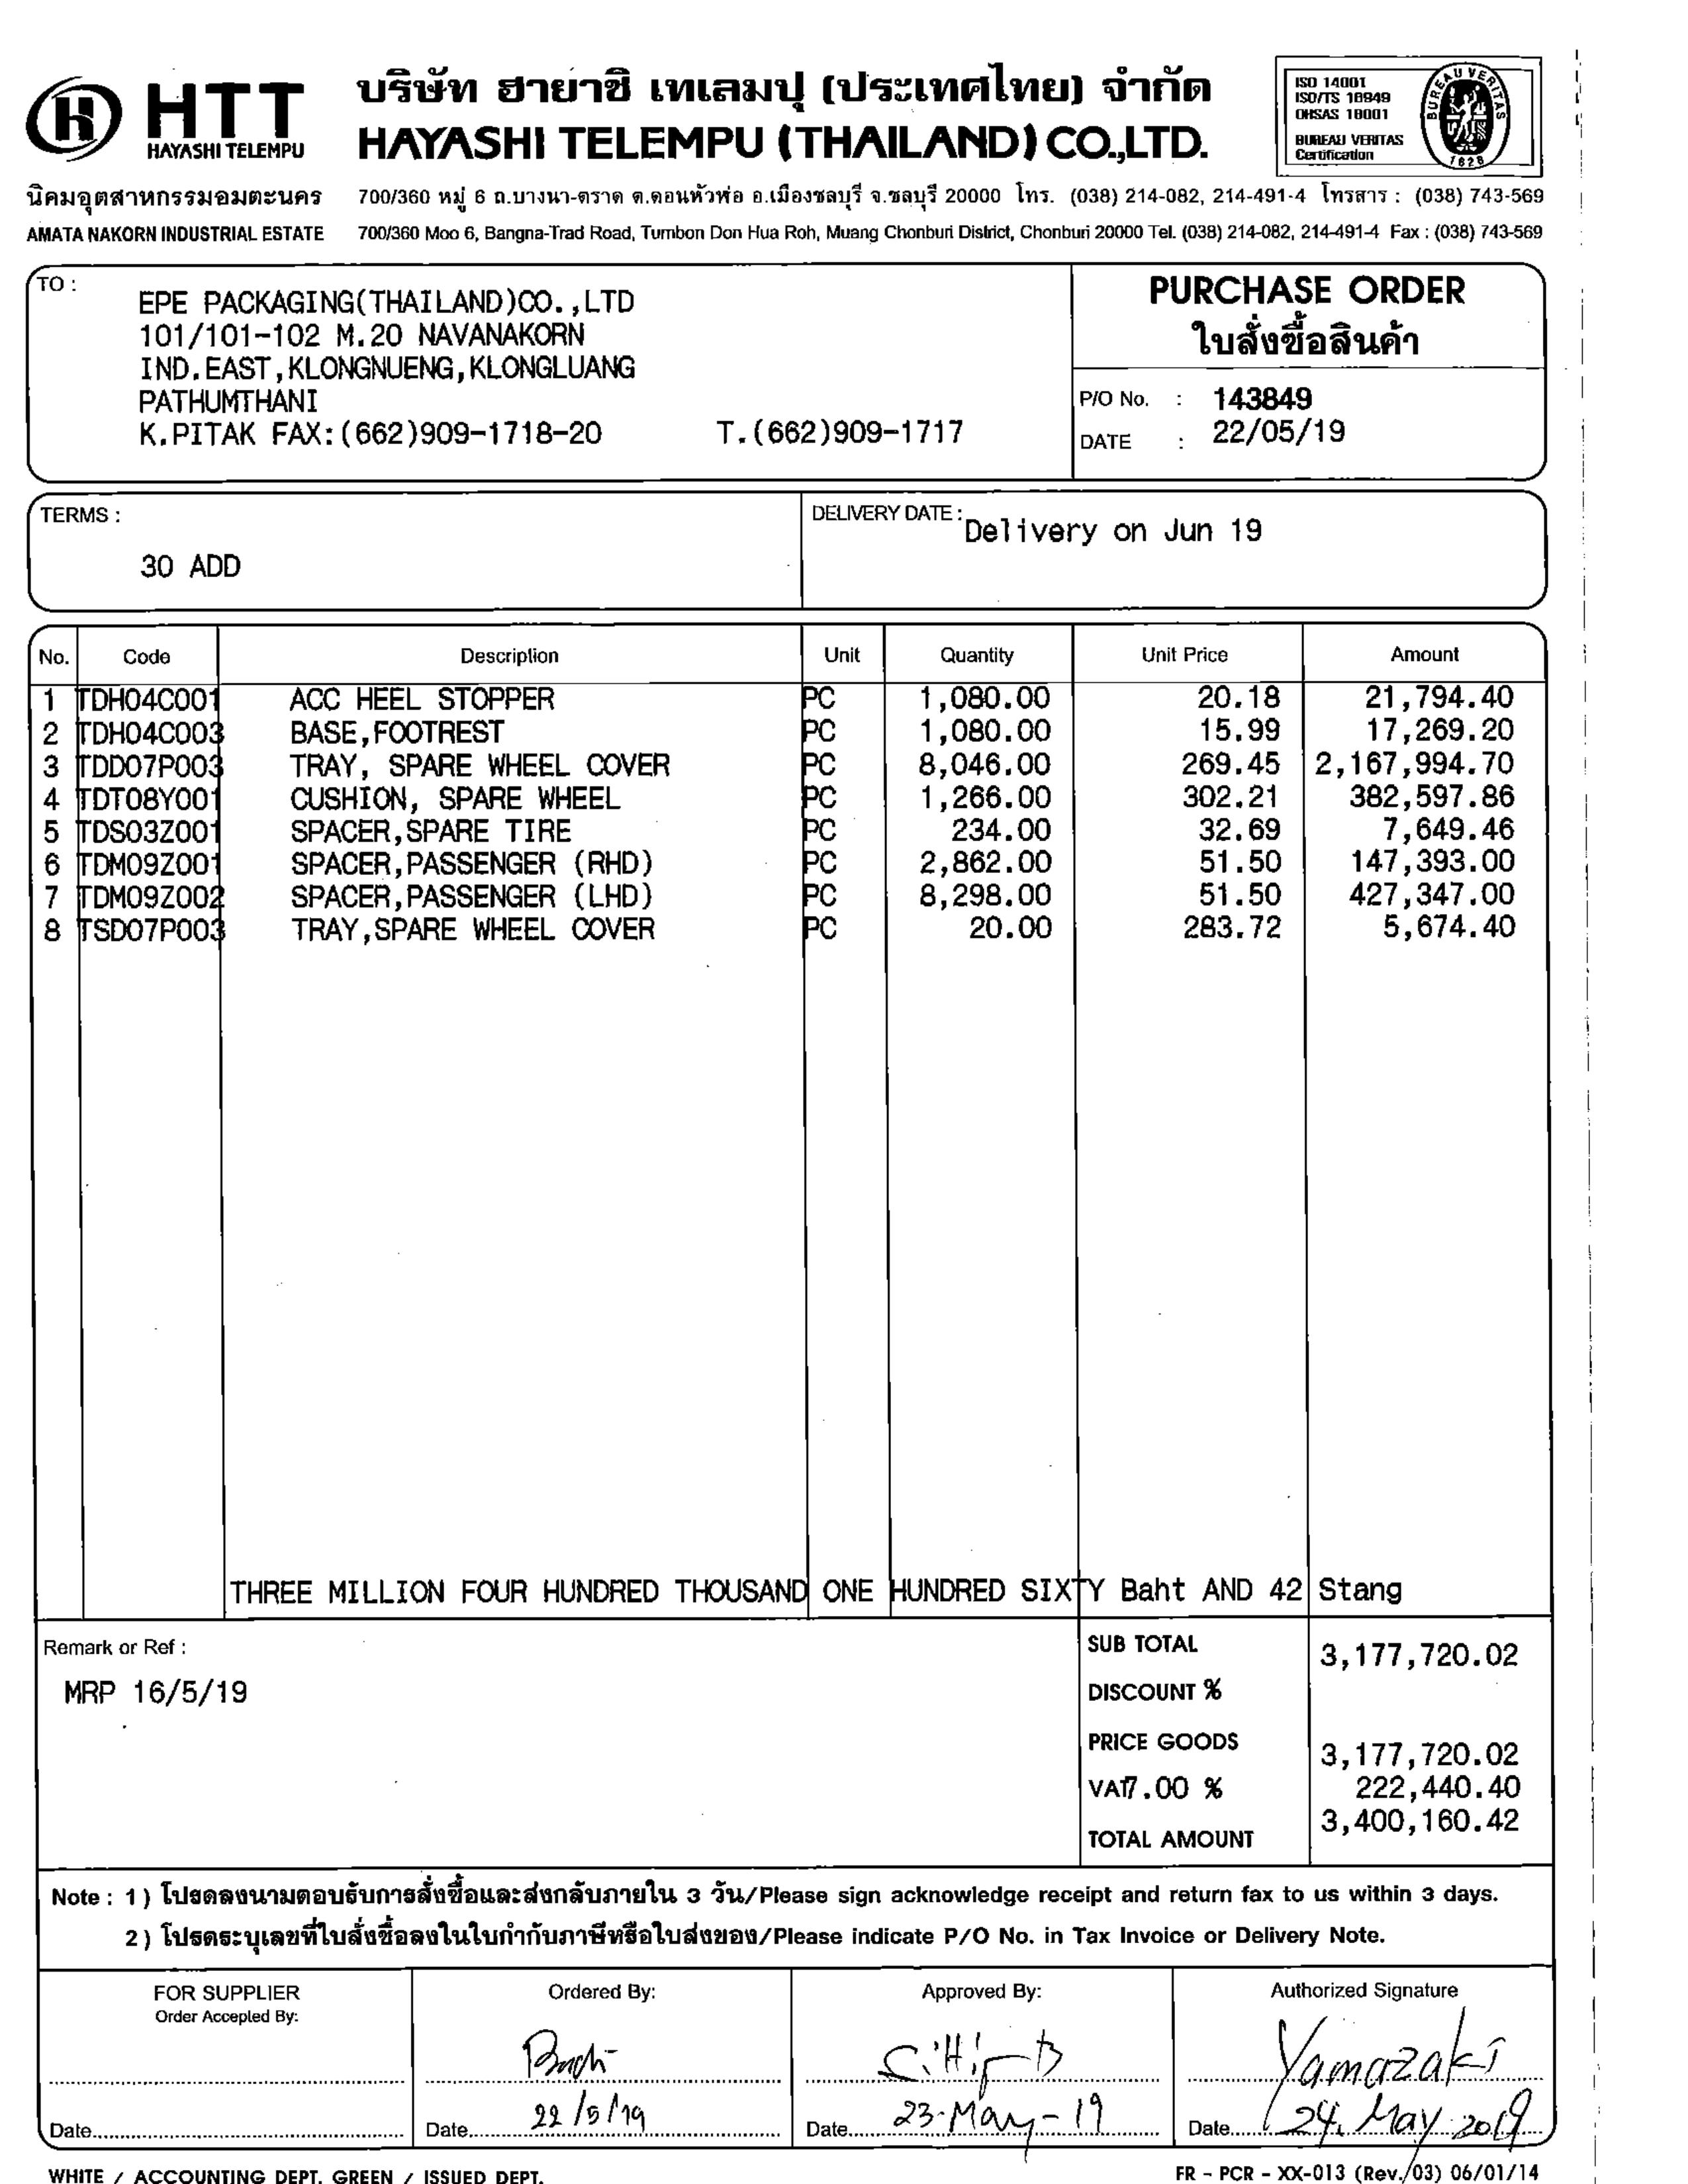 HTT
HAYASHI TELEMPU
บริษัท ฮายาชิ เทเลมปุ (ประเทศไทย) จำกัด
HAYASHI TELEMPU (THAILAND) CO.,LTD.
ISO 14001
ISO/TS 16949
OHSAS 18001
BUREAU VERITAS
Certification
BUREAU VERITAS
1828
นิคมอุตสาหกรรมอมตะนคร 700/360 หมู่ 6 ถ.บางนา-ตราด ต.ดอนหัวฬ่อ อ.เมืองชลบุรี จ.ชลบุรี 20000 โทร. (038) 214-082, 214-491-4 โทรสาร : (038) 743-569
AMATA NAKORN INDUSTRIAL ESTATE 700/360 Moo 6, Bangna-Trad Road, Tumbon Don Hua Roh, Muang Chonburi District, Chonburi 20000 Tel. (038) 214-082, 214-491-4 Fax : (038) 743-569
TO :
EPE PACKAGING(THAILAND)CO.,LTD
101/101-102 M.20 NAVANAKORN
IND.EAST,KLONGNUENG,KLONGLUANG
PATHUMTHANI
K.PITAK FAX:(662)909-1718-20 T.(662)909-1717
PURCHASE ORDER
ใบสั่งซื้อสินค้า
P/O No. : 143849
DATE : 22/05/19
TERMS :
30 ADD
DELIVERY DATE : Delivery on Jun 19
No. Code Description Unit Quantity Unit Price Amount
1 TDH04C001 ACC HEEL STOPPER PC 1,080.00 20.18 21,794.40
2 TDH04C003 BASE,FOOTREST PC 1,080.00 15.99 17,269.20
3 TDD07P003 TRAY, SPARE WHEEL COVER PC 8,046.00 269.45 2,167,994.70
4 TDT08Y001 CUSHION, SPARE WHEEL PC 1,266.00 302.21 382,597.86
5 TDS03Z001 SPACER,SPARE TIRE PC 234.00 32.69 7,649.46
6 TDM09Z001 SPACER,PASSENGER (RHD) PC 2,862.00 51.50 147,393.00
7 TDM09Z002 SPACER,PASSENGER (LHD) PC 8,298.00 51.50 427,347.00
8 TSD07P003 TRAY,SPARE WHEEL COVER PC 20.00 283.72 5,674.40
THREE MILLION FOUR HUNDRED THOUSAND ONE HUNDRED SIXTY Baht AND 42 Stang
Remark or Ref :
MRP 16/5/19
SUB TOTAL 3,177,720.02
DISCOUNT %
PRICE GOODS 3,177,720.02
VAT 7.00 % 222,440.40
TOTAL AMOUNT 3,400,160.42
Note : 1) โปรดลงนามตอบรับการสั่งซื้อและส่งกลับภายใน 3 วัน/Please sign acknowledge receipt and return fax to us within 3 days.
2) โปรดระบุเลขที่ใบสั่งซื้อลงในใบกำกับภาษีหรือใบส่งของ/Please indicate P/O No. in Tax Invoice or Delivery Note.
FOR SUPPLIER
Order Accepted By:
Date
Ordered By:
Date 22/5/19
Approved By:
Date 23-May-19
Authorized Signature
Yamazaki
Date 24, May 2019
WHITE / ACCOUNTING DEPT. GREEN / ISSUED DEPT.
FR - PCR - XX-013 (Rev./03) 06/01/14